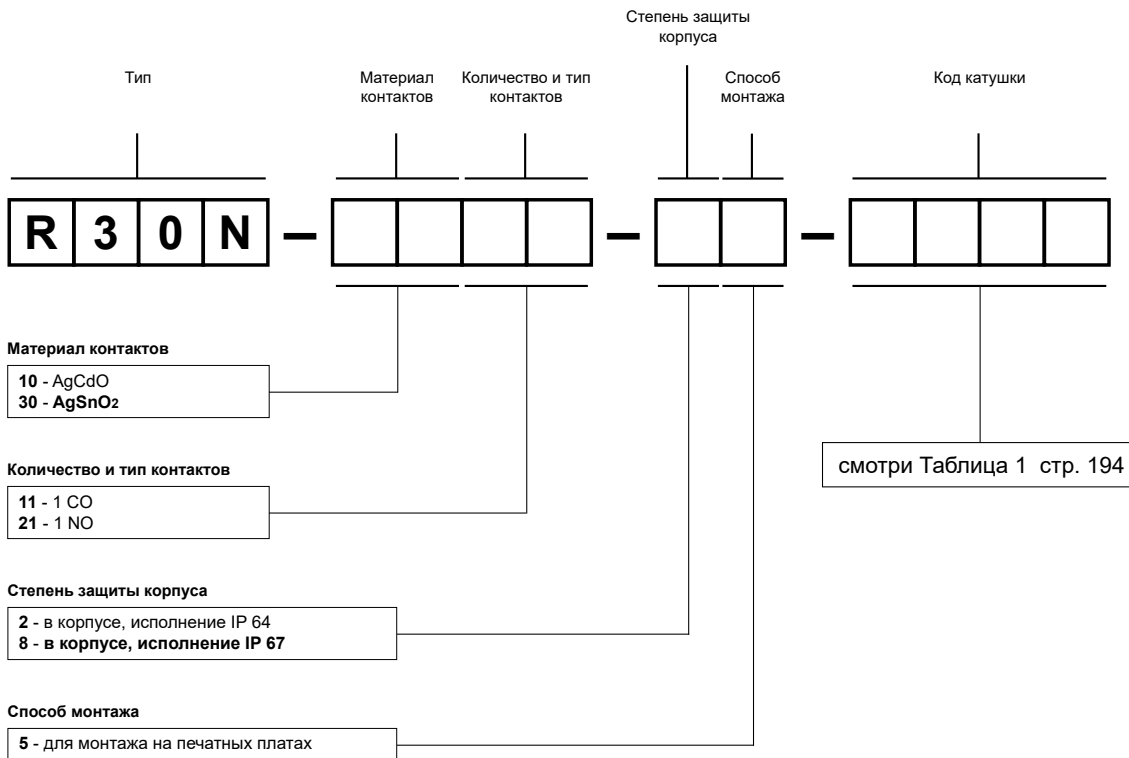 Степень защиты
корпуса
Тип
Материал
контактов
Количество и тип
контактов
Способ
монтажа
Код катушки
R30N – – –
Материал контактов
10 - AgCdO
30 - AgSnO2
Количество и тип контактов
11 - 1 CO
21 - 1 NO
смотри Таблица 1 стр. 194
Степень защиты корпуса
2 - в корпусе, исполнение IP 64
8 - в корпусе, исполнение IP 67
Способ монтажа
5 - для монтажа на печатных платах